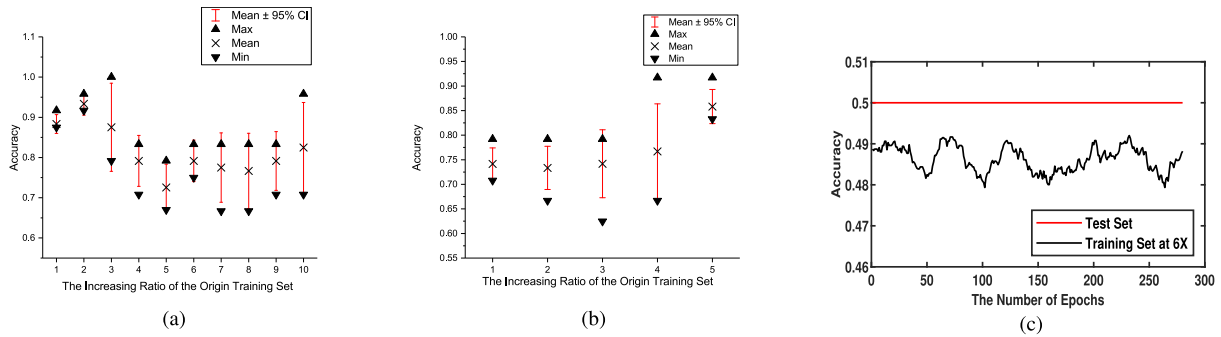 Mean ± 95% CI
Max
Mean
Min
1.1
1.0
0.9
0.8
0.7
0.6
Accuracy
1 2 3 4 5 6 7 8 9 10
The Increasing Ratio of the Origin Training Set
(a)
Mean ± 95% CI
Max
Mean
Min
1.00
0.95
0.90
0.85
0.80
0.75
0.70
0.65
0.60
0.55
Accuracy
1 2 3 4 5
The Increasing Ratio of the Origin Training Set
(b)
0.51
0.5
0.49
0.48
0.47
0.46
Accuracy
Test Set
Training Set at 6X
0 50 100 150 200 250 300
The Number of Epochs
(c)